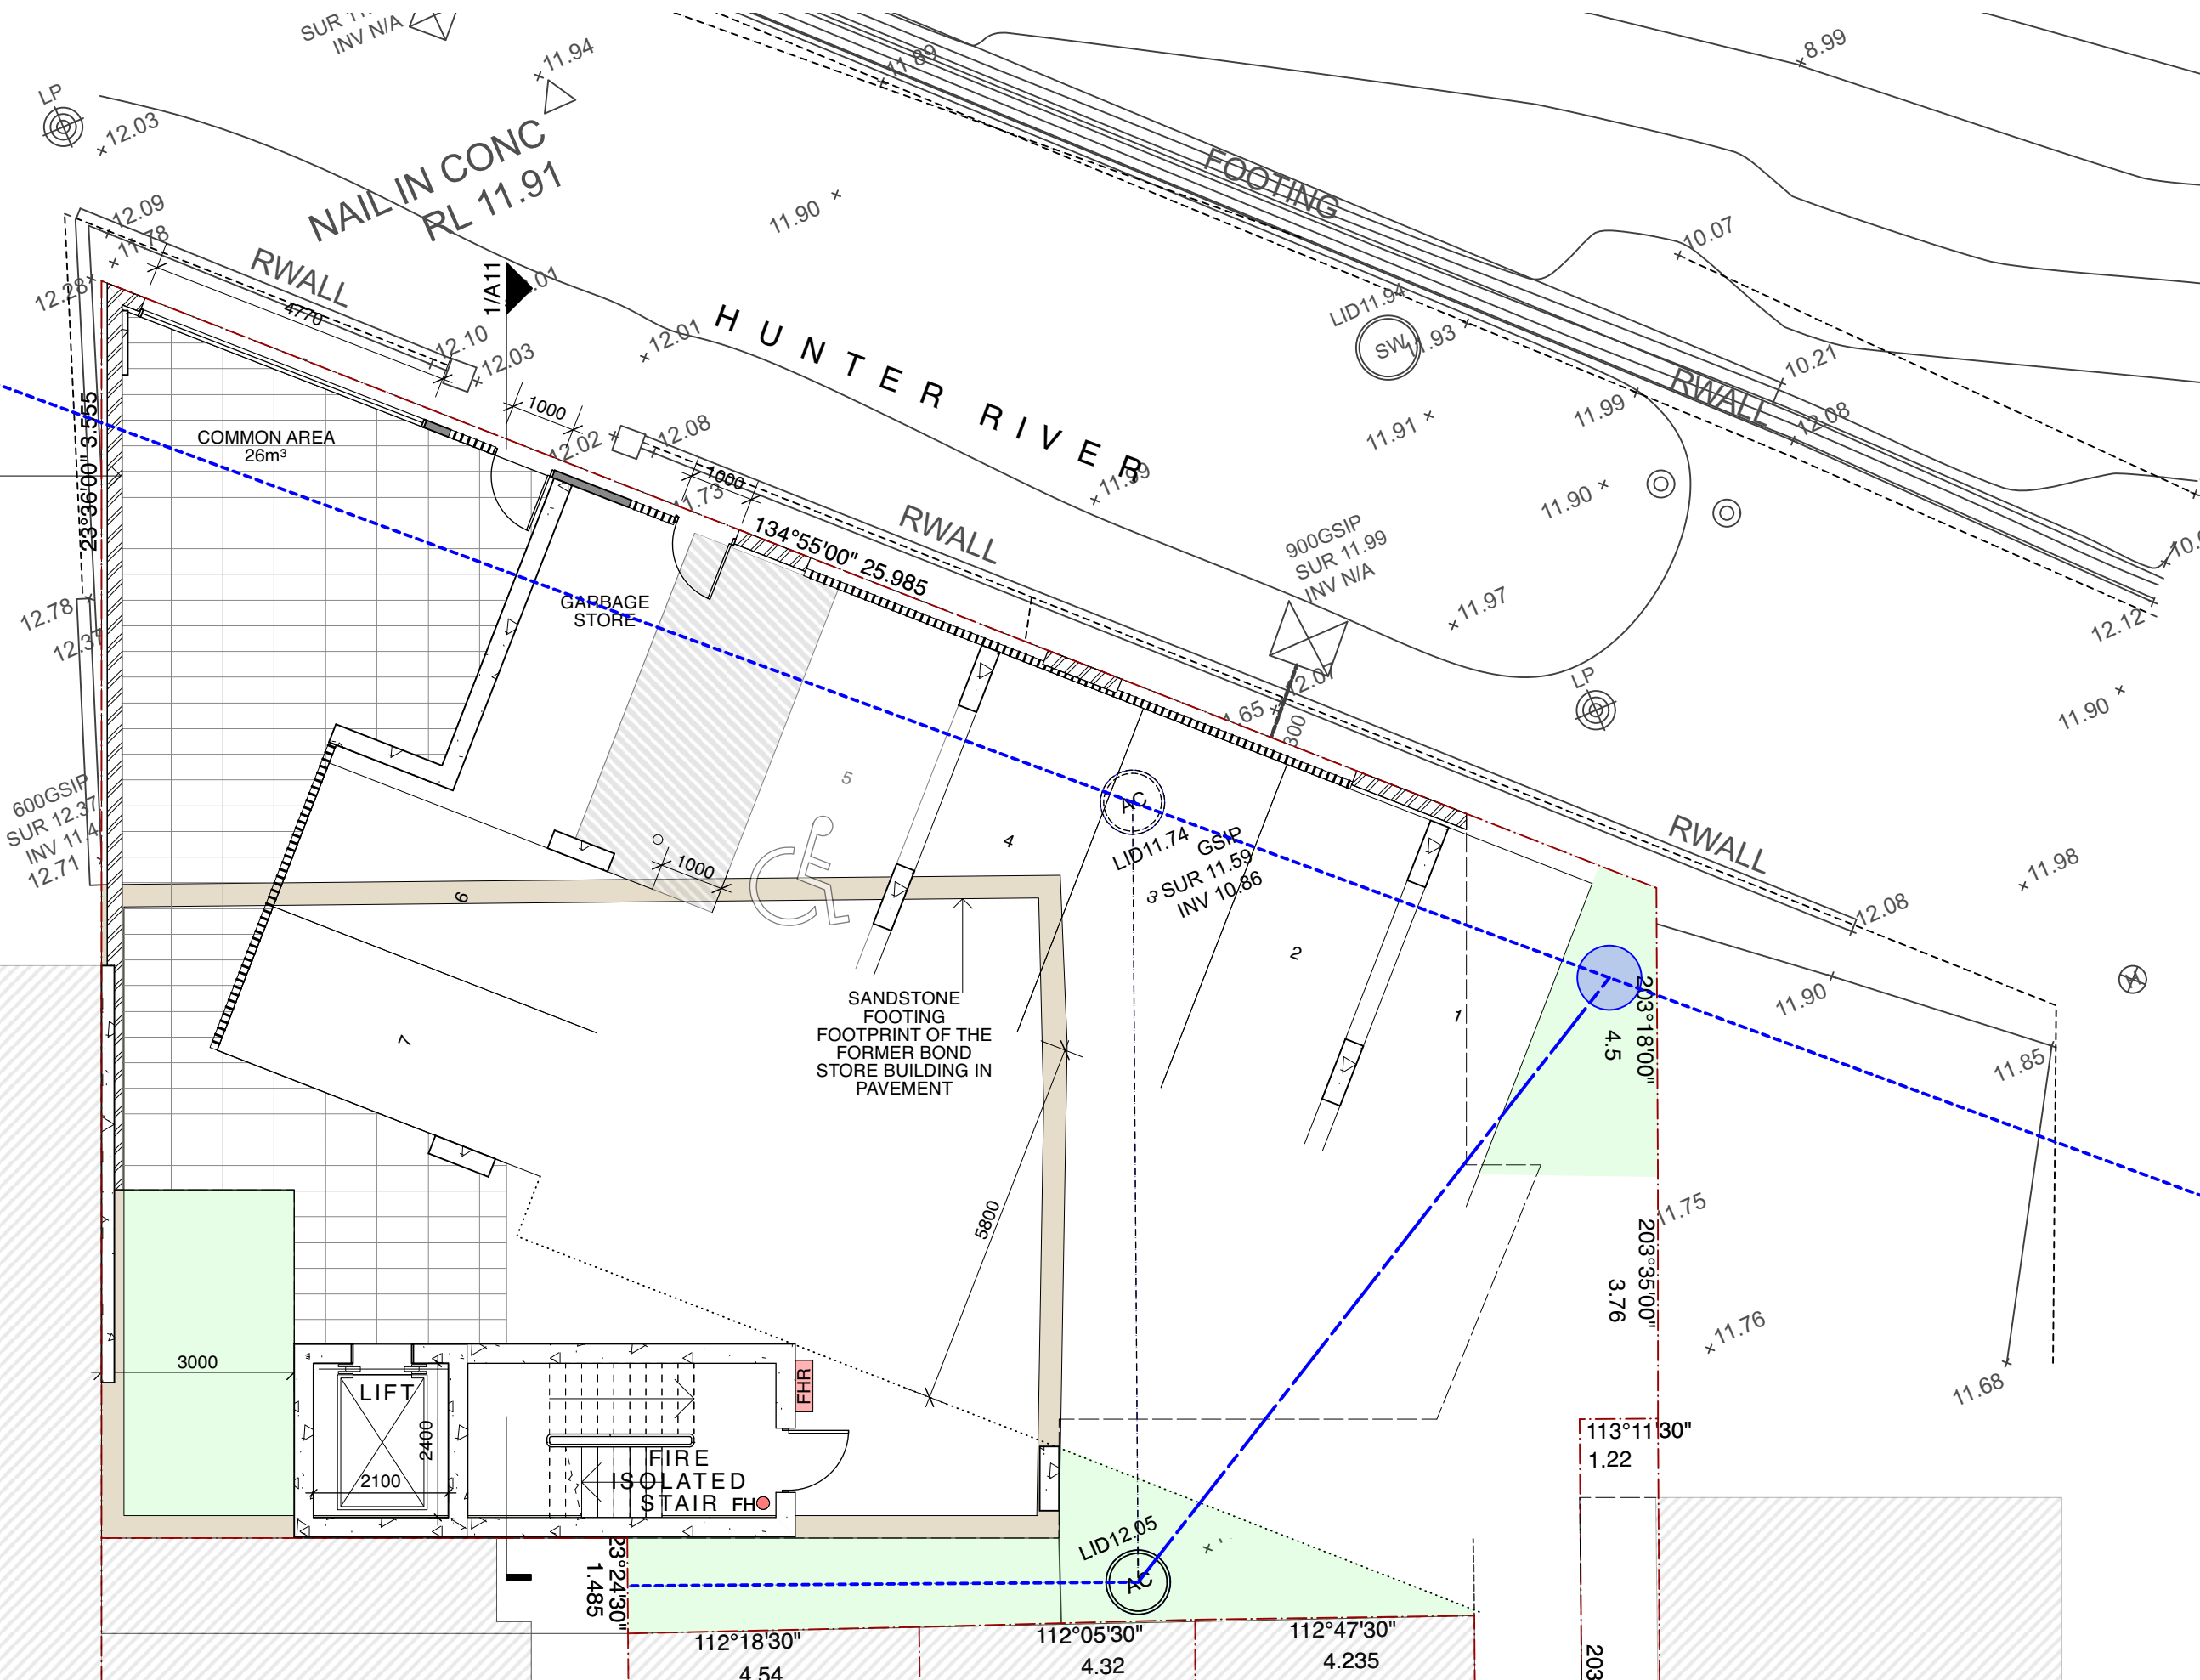 INV N/A
11.94
LP
12.03
NAIL IN CONC
RL 11.91
11.89
8.99
FOOTING
11.90
10.07
12.09
11.78
12.28
RWALL
4770
1/A11
12.10
12.03
12.01
HUNTER RIVER
LID11.94
SW
11.93
10.21
RWALL
12.08
11.99
11.91
11.90
23°36'00" 3.555
COMMON AREA
26m³
1000
12.02
12.08
1000
11.73
134°55'00" 25.985
RWALL
11.99
900GSIP
SUR 11.99
INV N/A
11.97
12.12
12.78
GARBAGE
STORE
12.07
300
LP
11.90
600GSIP
SUR 12.37
12.71
5
4
AC
LID11.74
GSIP
SUR 11.59
INV 10.86
3
RWALL
11.98
12.08
1000
6
2
1
7
SANDSTONE
FOOTING
FOOTPRINT OF THE
FORMER BOND
STORE BUILDING IN
PAVEMENT
203°18'00"
4.5
11.90
11.85
5800
11.75
203°35'00"
3.76
11.76
11.68
3000
LIFT
2400
2100
FHR
FIRE
ISOLATED
STAIR
FH
113°11'30"
1.22
LID12.05
AC
23°24'30"
1.485
112°18'30"
4.54
112°05'30"
4.32
112°47'30"
4.235
203